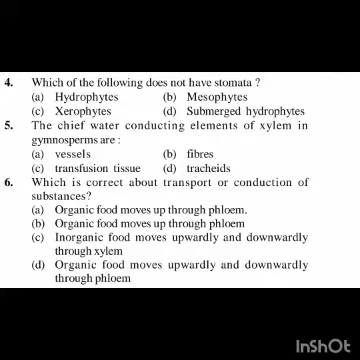 4. Which of the following does not have stomata ?
(a) Hydrophytes (b) Mesophytes
(c) Xerophytes (d) Submerged hydrophytes
5. The chief water conducting elements of xylem in
gymnosperms are :
(a) vessels (b) fibres
(c) transfusion tissue (d) tracheids
6. Which is correct about transport or conduction of
substances?
(a) Organic food moves up through phloem.
(b) Organic food moves up through phloem
(c) Inorganic food moves upwardly and downwardly
through xylem
(d) Organic food moves upwardly and downwardly
through phloem
InShOt